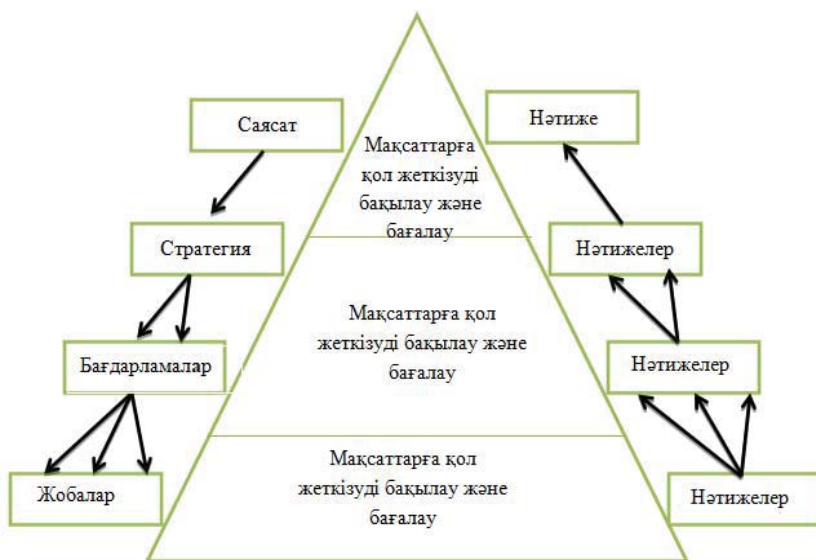 Саясат
Нәтиже
Мақсаттарға
қол жеткізуді
бақылау және
бағалау
Стратегия
Нәтижелер
Мақсаттарға қол
жеткізуді бақылау және
бағалау
Бағдарламалар
Нәтижелер
Мақсаттарға қол
жеткізуді бақылау және
бағалау
Жобалар
Нәтижелер